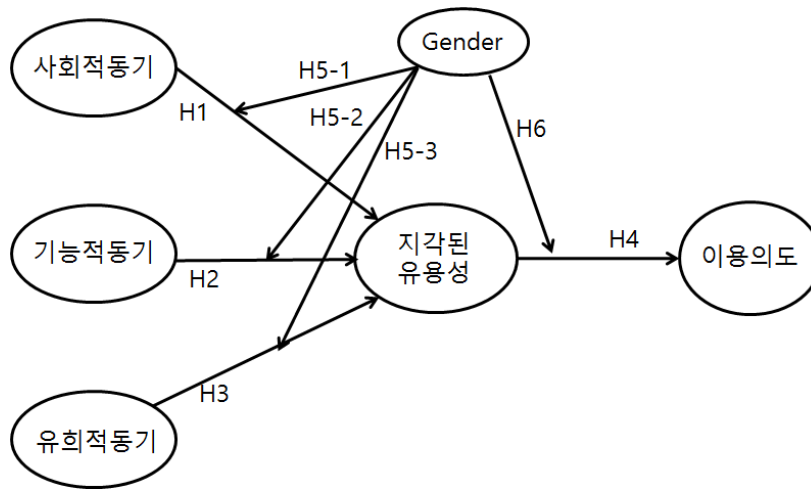 Gender
사회적동기
H5-1
H1
H5-2
H6
H5-3
기능적동기
H2
지각된
유용성
H4
이용의도
H3
유희적동기